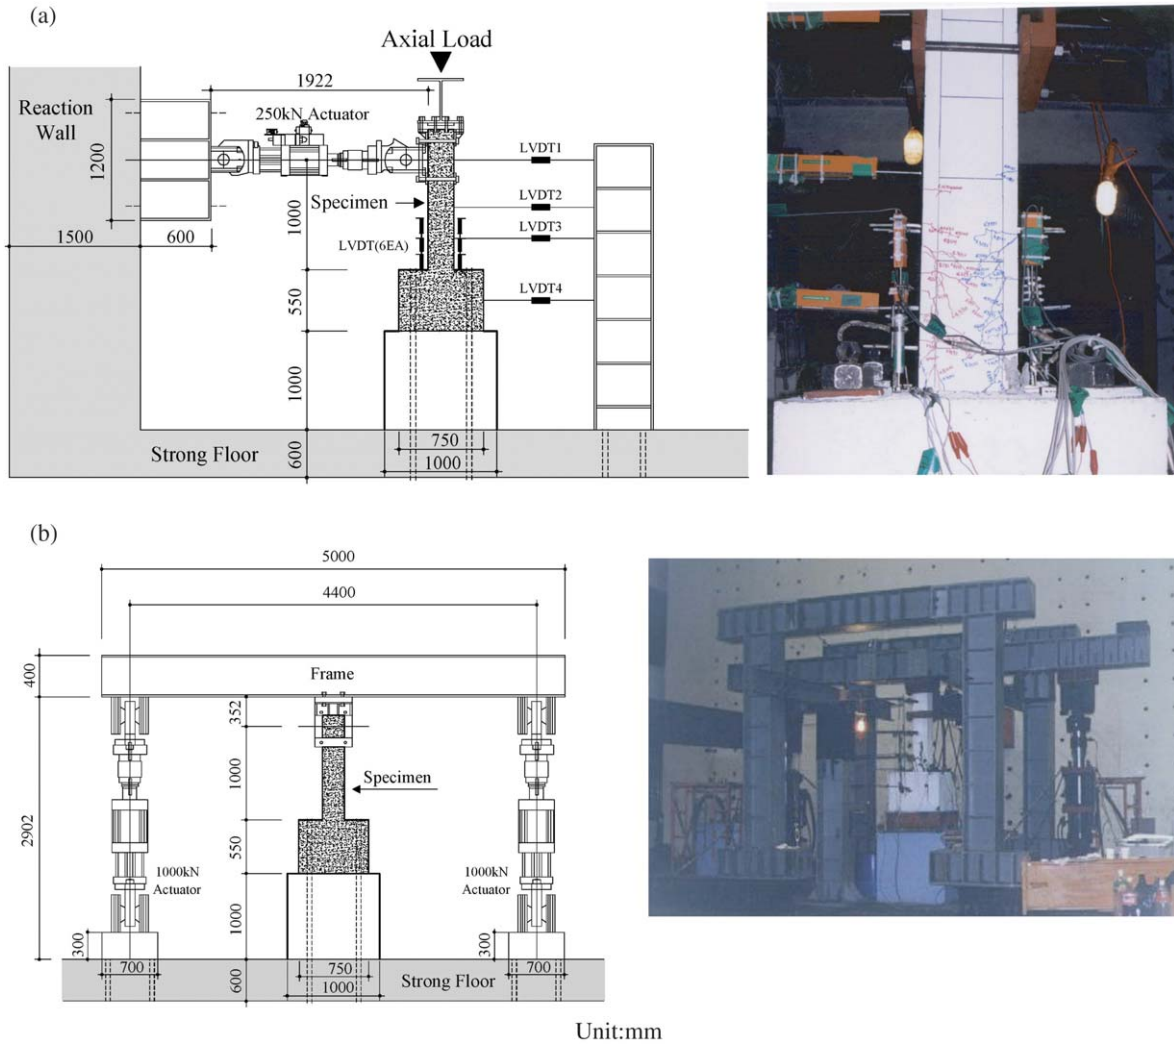 (a)
Axial Load
1922
Reaction
Wall
250kN Actuator
1200
LVDT1
1000
Specimen
LVDT2
LVDT3
1500
600
LVDT(6EA)
550
LVDT4
1000
750
Strong Floor
600
1000
(b)
5000
4400
400
Frame
352
1000
Specimen
2902
550
1000kN
Actuator
1000kN
Actuator
1000
300
300
700
750
700
Strong Floor
600
1000
Unit:mm